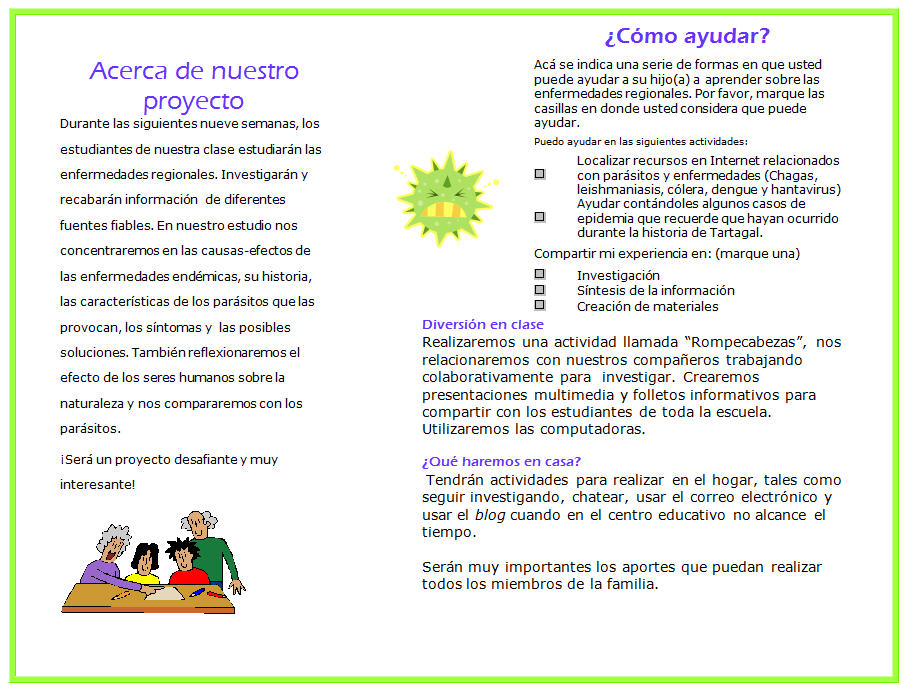 Acerca de nuestro
proyecto
Durante las siguientes nueve semanas, los
estudiantes de nuestra clase estudiarán las
enfermedades regionales. Investigarán y
recabarán información de diferentes
fuentes fiables. En nuestro estudio nos
concentraremos en las causas-efectos de
las enfermedades endémicas, su historia,
las características de los parásitos que las
provocan, los síntomas y las posibles
soluciones. También reflexionaremos el
efecto de los seres humanos sobre la
naturaleza y nos compararemos con los
parásitos.
¡Será un proyecto desafiante y muy
interesante!
¿Cómo ayudar?
Acá se indica una serie de formas en que usted
puede ayudar a su hijo(a) a aprender sobre las
enfermedades regionales. Por favor, marque las
casillas en donde usted considera que puede
ayudar.
Puedo ayudar en las siguientes actividades:
Localizar recursos en Internet relacionados
con parásitos y enfermedades (Chagas,
leishmaniasis, cólera, dengue y hantavirus)
Ayudar contándoles algunos casos de
epidemia que recuerde que hayan ocurrido
durante la historia de Tartagal.
Compartir mi experiencia en: (marque una)
Investigación
Síntesis de la información
Creación de materiales
Diversión en clase
Realizaremos una actividad llamada “Rompecabezas”, nos
relacionaremos con nuestros compañeros trabajando
colaborativamente para investigar. Crearemos
presentaciones multimedia y folletos informativos para
compartir con los estudiantes de toda la escuela.
Utilizaremos las computadoras.
¿Qué haremos en casa?
Tendrán actividades para realizar en el hogar, tales como
seguir investigando, chatear, usar el correo electrónico y
usar el blog cuando en el centro educativo no alcance el
tiempo.
Serán muy importantes los aportes que puedan realizar
todos los miembros de la familia.